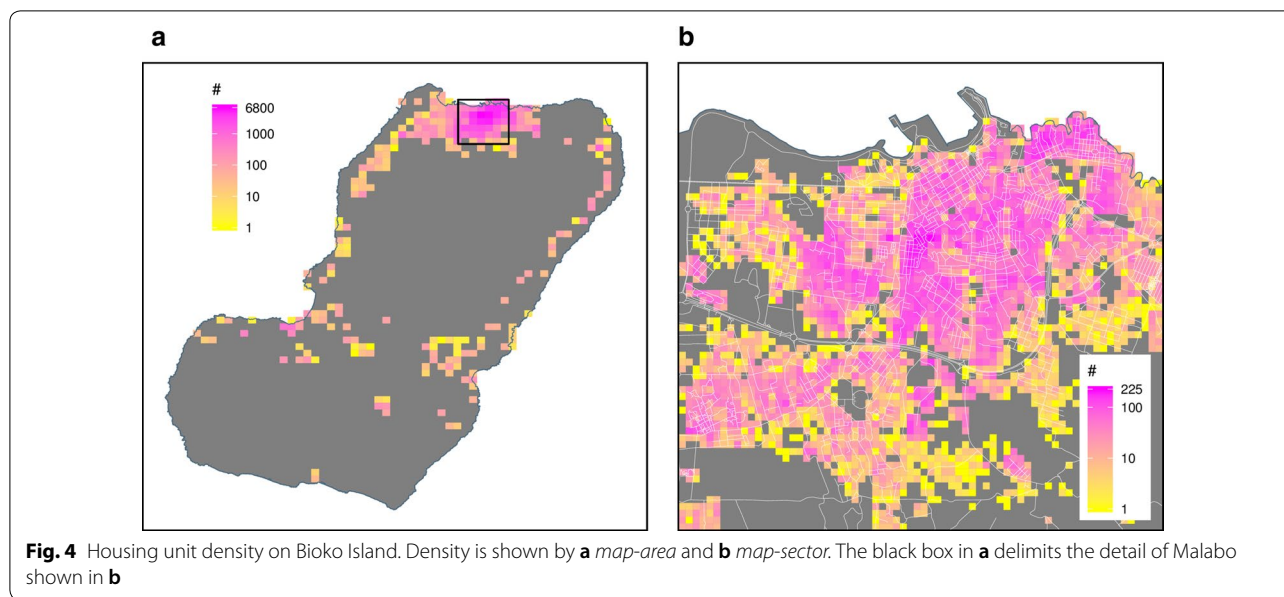 a
b
#
6800
1000
100
10
1
#
225
100
10
1
Fig. 4 Housing unit density on Bioko Island. Density is shown by a map-area and b map-sector. The black box in a delimits the detail of Malabo
shown in b